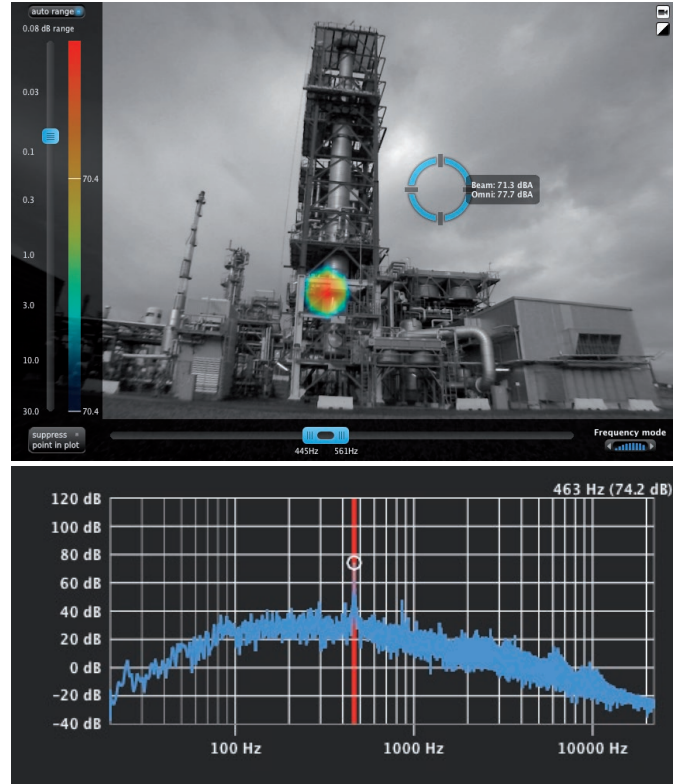 auto range
0.08 dB range
0.03
0.1
0.3
1.0
3.0
10.0
30.0
70.4
70.4
Beam: 71.3 dBA
Omni: 77.7 dBA
suppress
point in plot
445Hz 561Hz
Frequency mode
463 Hz (74.2 dB)
120 dB
100 dB
80 dB
60 dB
40 dB
20 dB
0 dB
-20 dB
-40 dB
100 Hz 1000 Hz 10000 Hz